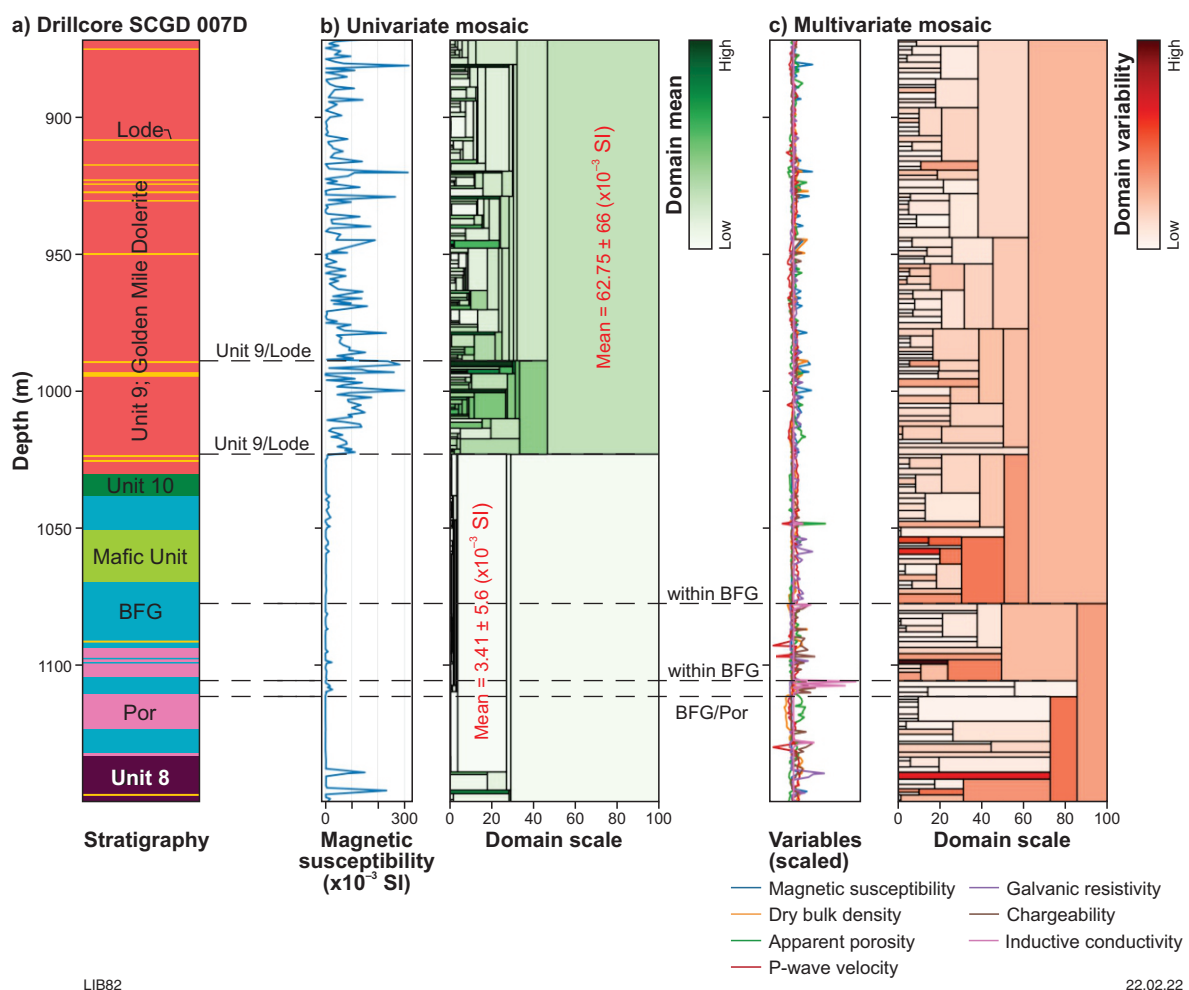 a) Drillcore SCGD 007D
b) Univariate mosaic
c) Multivariate mosaic
Depth (m)
900
950
1000
1050
1100
Lode
Unit 9; Golden Mile Dolerite
Unit 10
Mafic Unit
BFG
Por
Unit 8
Stratigraphy
Unit 9/Lode
Unit 9/Lode
0
300
Magnetic
susceptibility
(x10⁻³ SI)
Mean = 62.75 ± 66 (x10⁻³ SI)
Mean = 3.41 ± 5.6 (x10⁻³ SI)
0 20 40 60 80 100
Domain scale
Domain mean
High
Low
within BFG
within BFG
BFG/Por
Variables
(scaled)
0 20 40 60 80 100
Domain scale
Domain variability
High
Low
Magnetic susceptibility
Dry bulk density
Apparent porosity
P-wave velocity
Galvanic resistivity
Chargeability
Inductive conductivity
LIB82
22.02.22